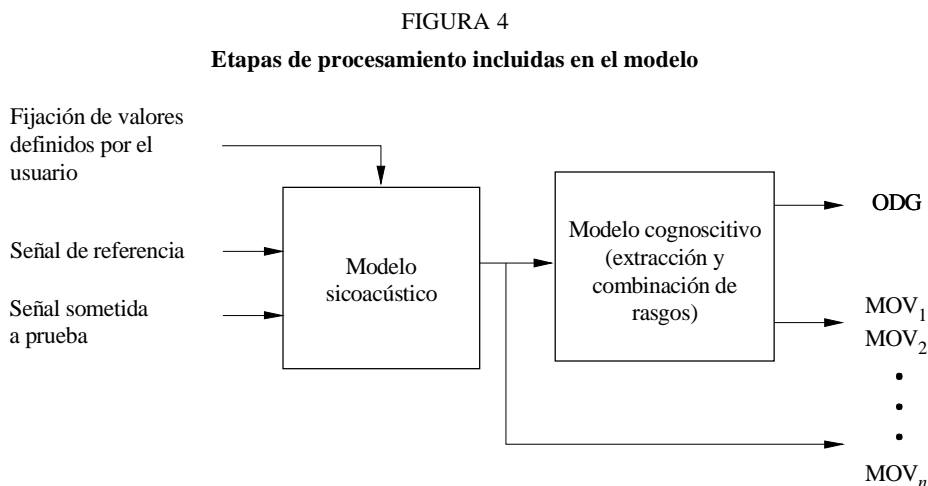 FIGURA 4
Etapas de procesamiento incluidas en el modelo
Fijación de valores
definidos por el
usuario
Señal de referencia
Señal sometida
a prueba
Modelo
sicoacústico
Modelo cognoscitivo
(extracción y
combinación de
rasgos)
ODG
MOV1
MOV2
MOVn